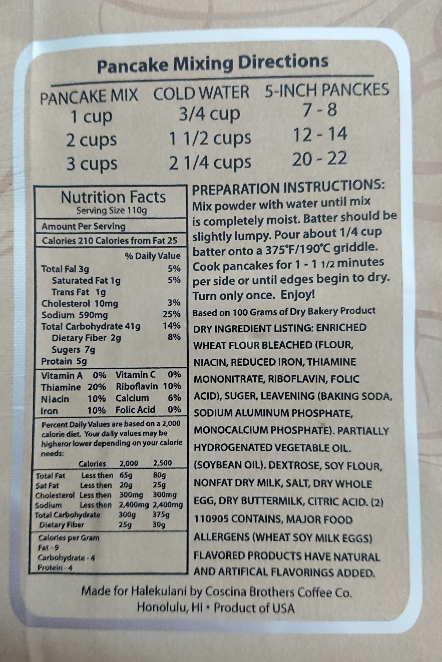 Pancake Mixing Directions
PANCAKE MIX COLD WATER 5-INCH PANCKES
1 cup 3/4 cup 7 - 8
2 cups 1 1/2 cups 12 - 14
3 cups 2 1/4 cups 20 - 22
Nutrition Facts
Serving Size 110g
Amount Per Serving
Calories 210 Calories from Fat 25
% Daily Value
Total Fal 3g 5%
Saturated Fat 1g 5%
Trans Fat 1g
Cholesterol 10mg 3%
Sodium 590mg 25%
Total Carbohydrate 41g 14%
Dietary Fiber 2g 8%
Sugers 7g
Protein 5g
Vitamin A 0% Vitamin C 0%
Thiamine 20% Riboflavin 10%
Niacin 10% Calcium 6%
Iron 10% Folic Acid 0%
Percent Daily Values are based on a 2,000
calorie diet. Your daily values may be
higheror lower depending on your calorie
needs:
Calories 2,000 2,500
Total Fat Less then 65g 80g
Sat Fat Less then 20g 25g
Cholesterol Less then 300mg 300mg
Sodium Less then 2,400mg 2,400mg
Total Carbohydrate 300g 375g
Dietary Fiber 25g 30g
Calories per Gram
Fat - 9
Carbohydrate - 4
Protein - 4
PREPARATION INSTRUCTIONS:
Mix powder with water until mix
is completely moist. Batter should be
slightly lumpy. Pour about 1/4 cup
batter onto a 375°F/190°C griddle.
Cook pancakes for 1 - 1 1/2 minutes
per side or until edges begin to dry.
Turn only once. Enjoy!
Based on 100 Grams of Dry Bakery Product
DRY INGREDIENT LISTING: ENRICHED
WHEAT FLOUR BLEACHED (FLOUR,
NIACIN, REDUCED IRON, THIAMINE
MONONITRATE, RIBOFLAVIN, FOLIC
ACID), SUGER, LEAVENING (BAKING SODA,
SODIUM ALUMINUM PHOSPHATE,
MONOCALCIUM PHOSPHATE). PARTIALLY
HYDROGENATED VEGETABLE OIL.
(SOYBEAN OIL). DEXTROSE, SOY FLOUR,
NONFAT DRY MILK, SALT, DRY WHOLE
EGG, DRY BUTTERMILK, CITRIC ACID. (2)
110905 CONTAINS, MAJOR FOOD
ALLERGENS (WHEAT SOY MILK EGGS)
FLAVORED PRODUCTS HAVE NATURAL
AND ARTIFICAL FLAVORINGS ADDED.
Made for Halekulani by Coscina Brothers Coffee Co.
Honolulu, HI • Product of USA